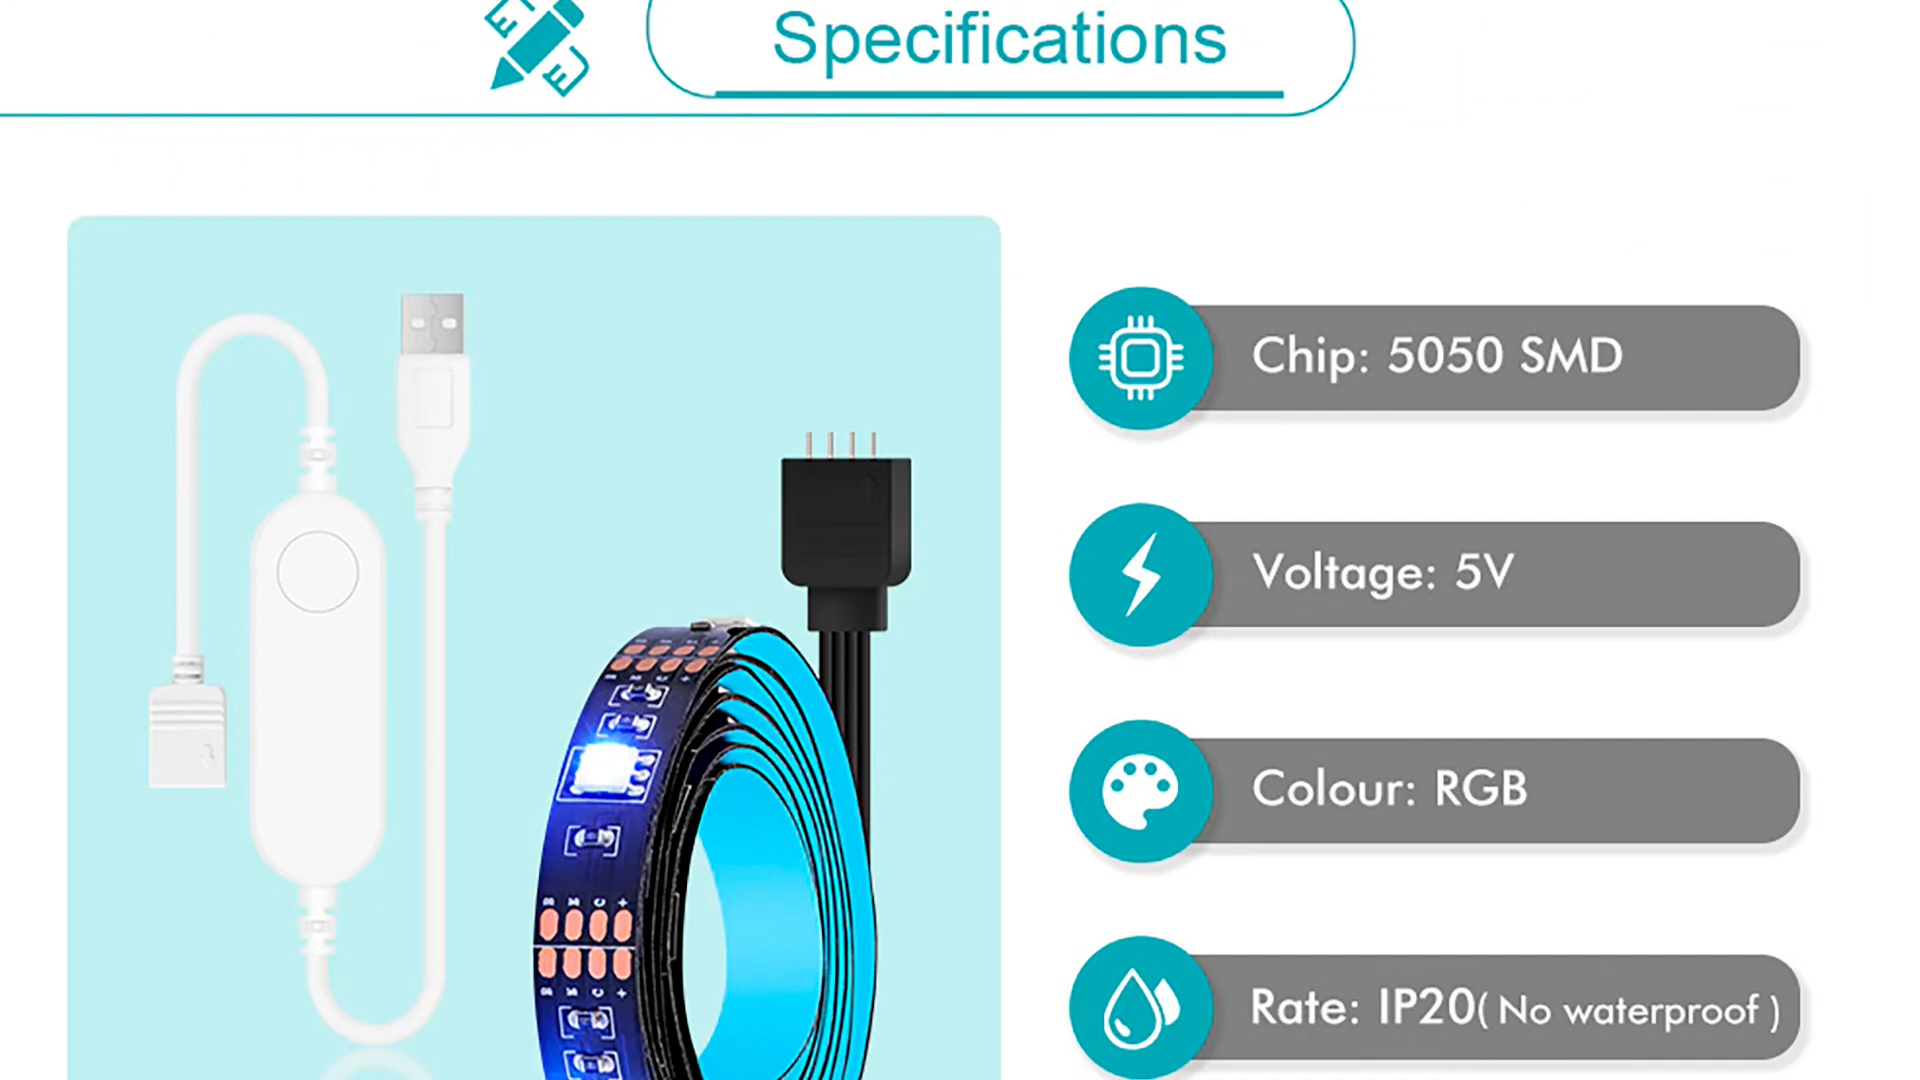 Specifications
Chip: 5050 SMD
Voltage: 5V
Colour: RGB
Rate: IP20( No waterproof )